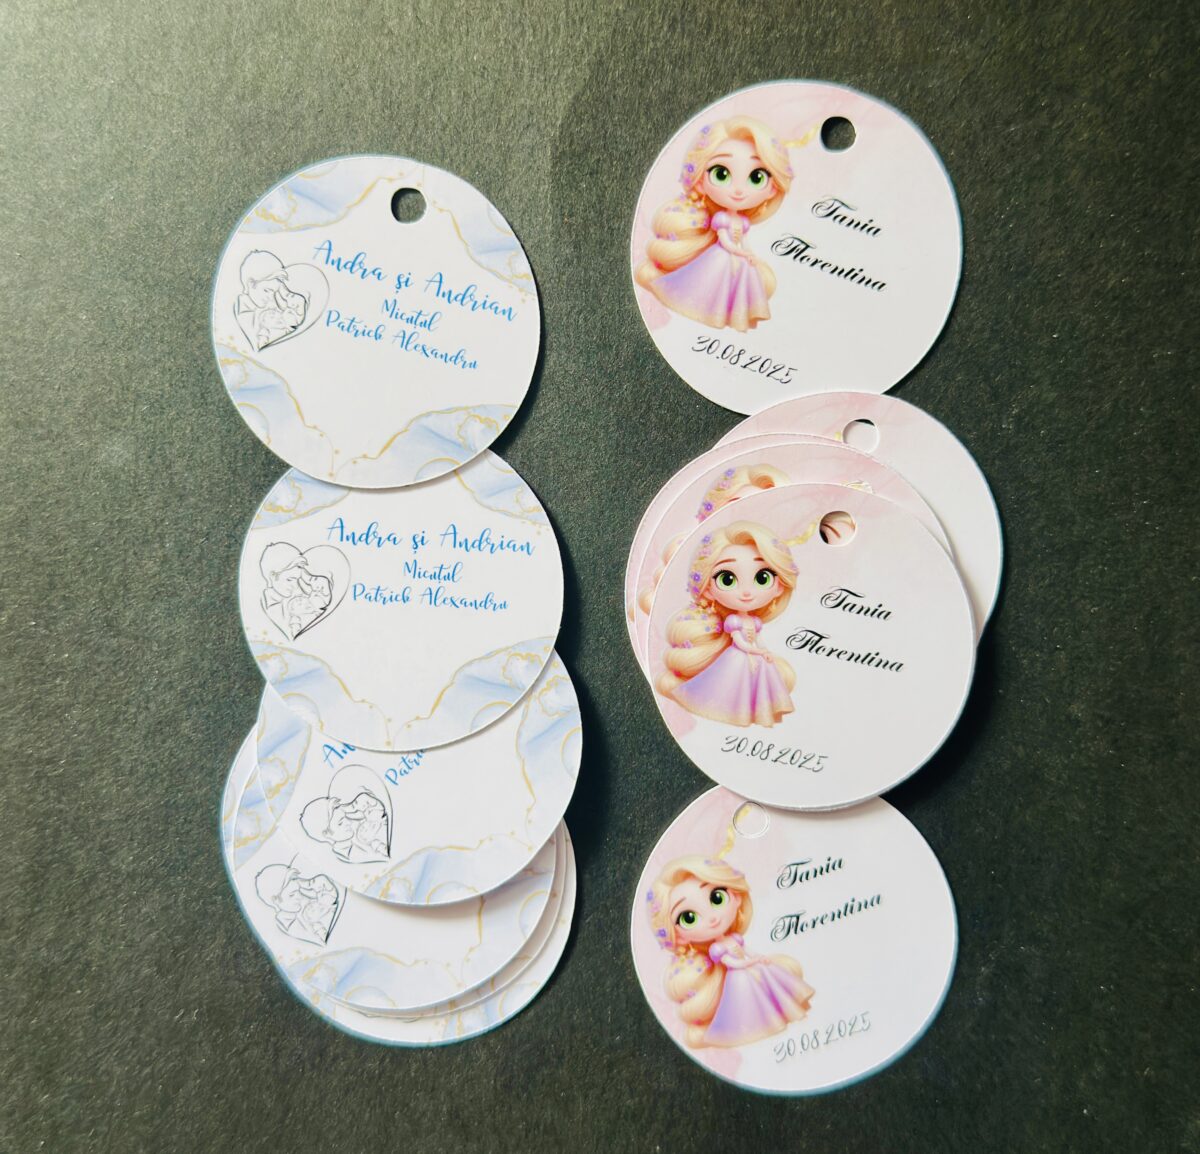 Andra și Andrian
Micuțul
Patrick Alexandru
Andra și Andrian
Micuțul
Patrick Alexandru
Tania
Florentina
30.08.2025
Tania
Florentina
30.08.2025
Tania
Florentina
30.08.2025